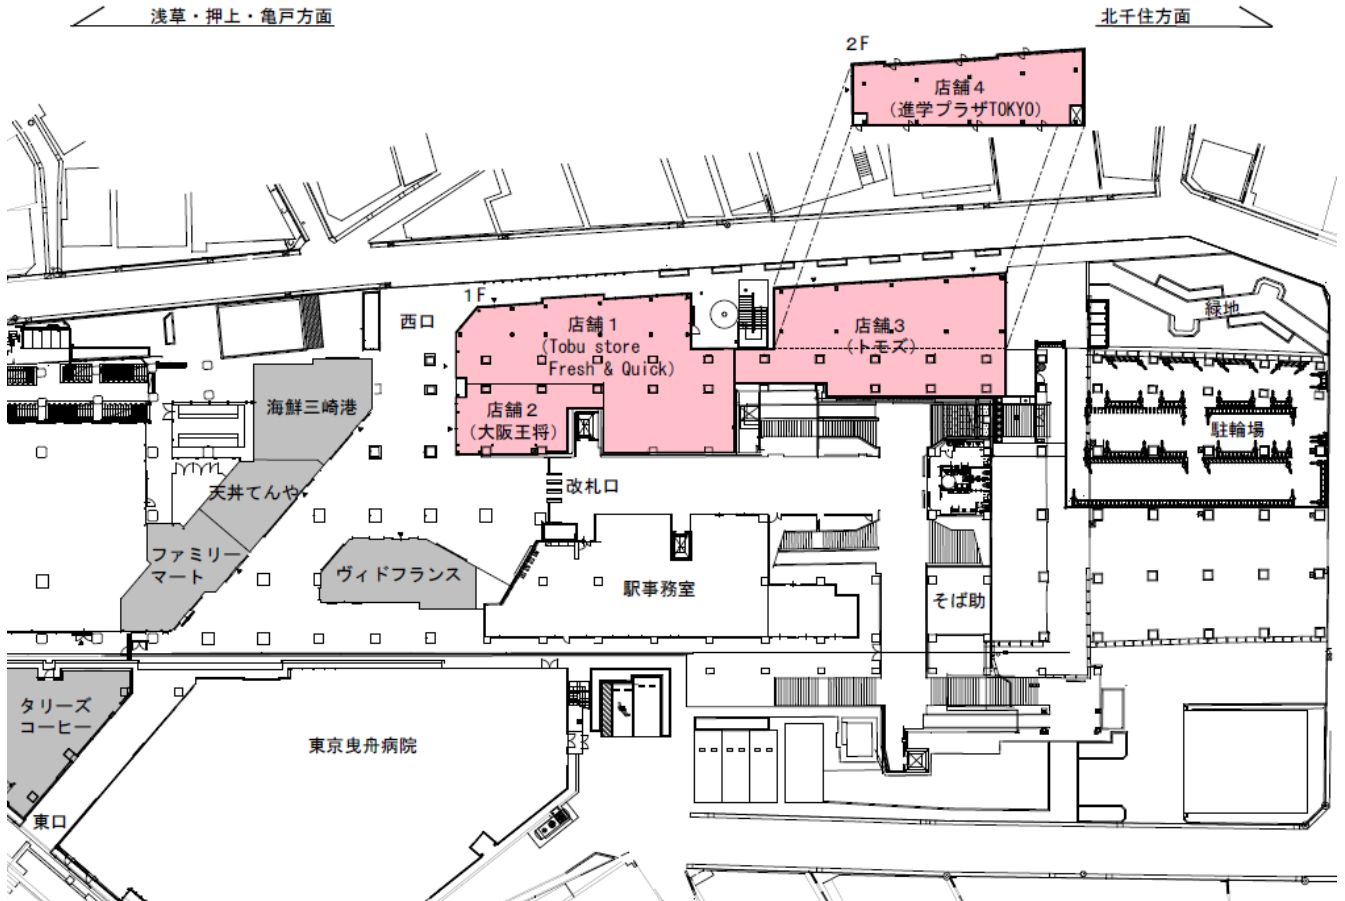 浅草・押上・亀戸方面
北千住方面
2F
店舗4
(進学プラザTOKYO)
1F
西口
店舗1
(Tobu store
Fresh & Quick)
店舗3
(トモズ)
緑地
海鮮三崎港
店舗2
(大阪王将)
駐輪場
天丼てんや
改札口
ファミリー
マート
ヴィドフランス
駅事務室
そば助
タリーズ
コーヒー
東京曳舟病院
東口